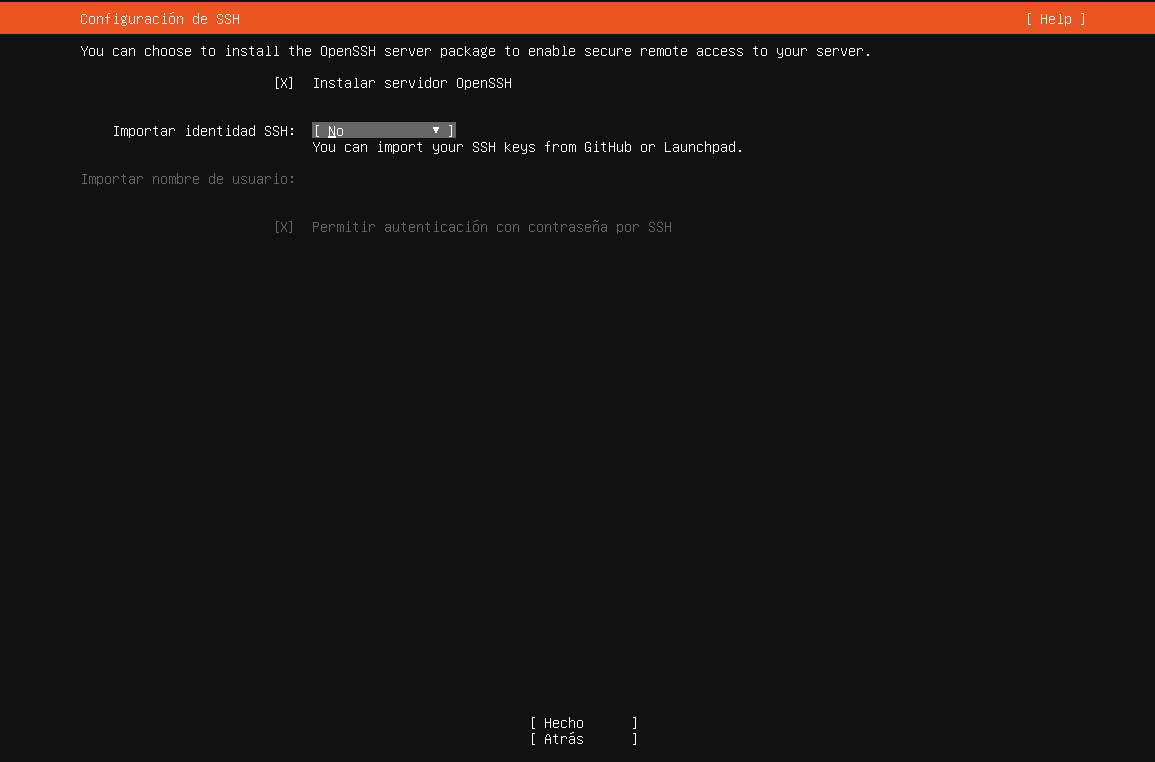 Configuración de SSH [ Help ]
You can choose to install the OpenSSH server package to enable secure remote access to your server.
[X] Instalar servidor OpenSSH
Importar identidad SSH: [ No ▼ ]
You can import your SSH keys from GitHub or Launchpad.
Importar nombre de usuario:
[X] Permitir autenticación con contraseña por SSH
[ Hecho ]
[ Atrás ]